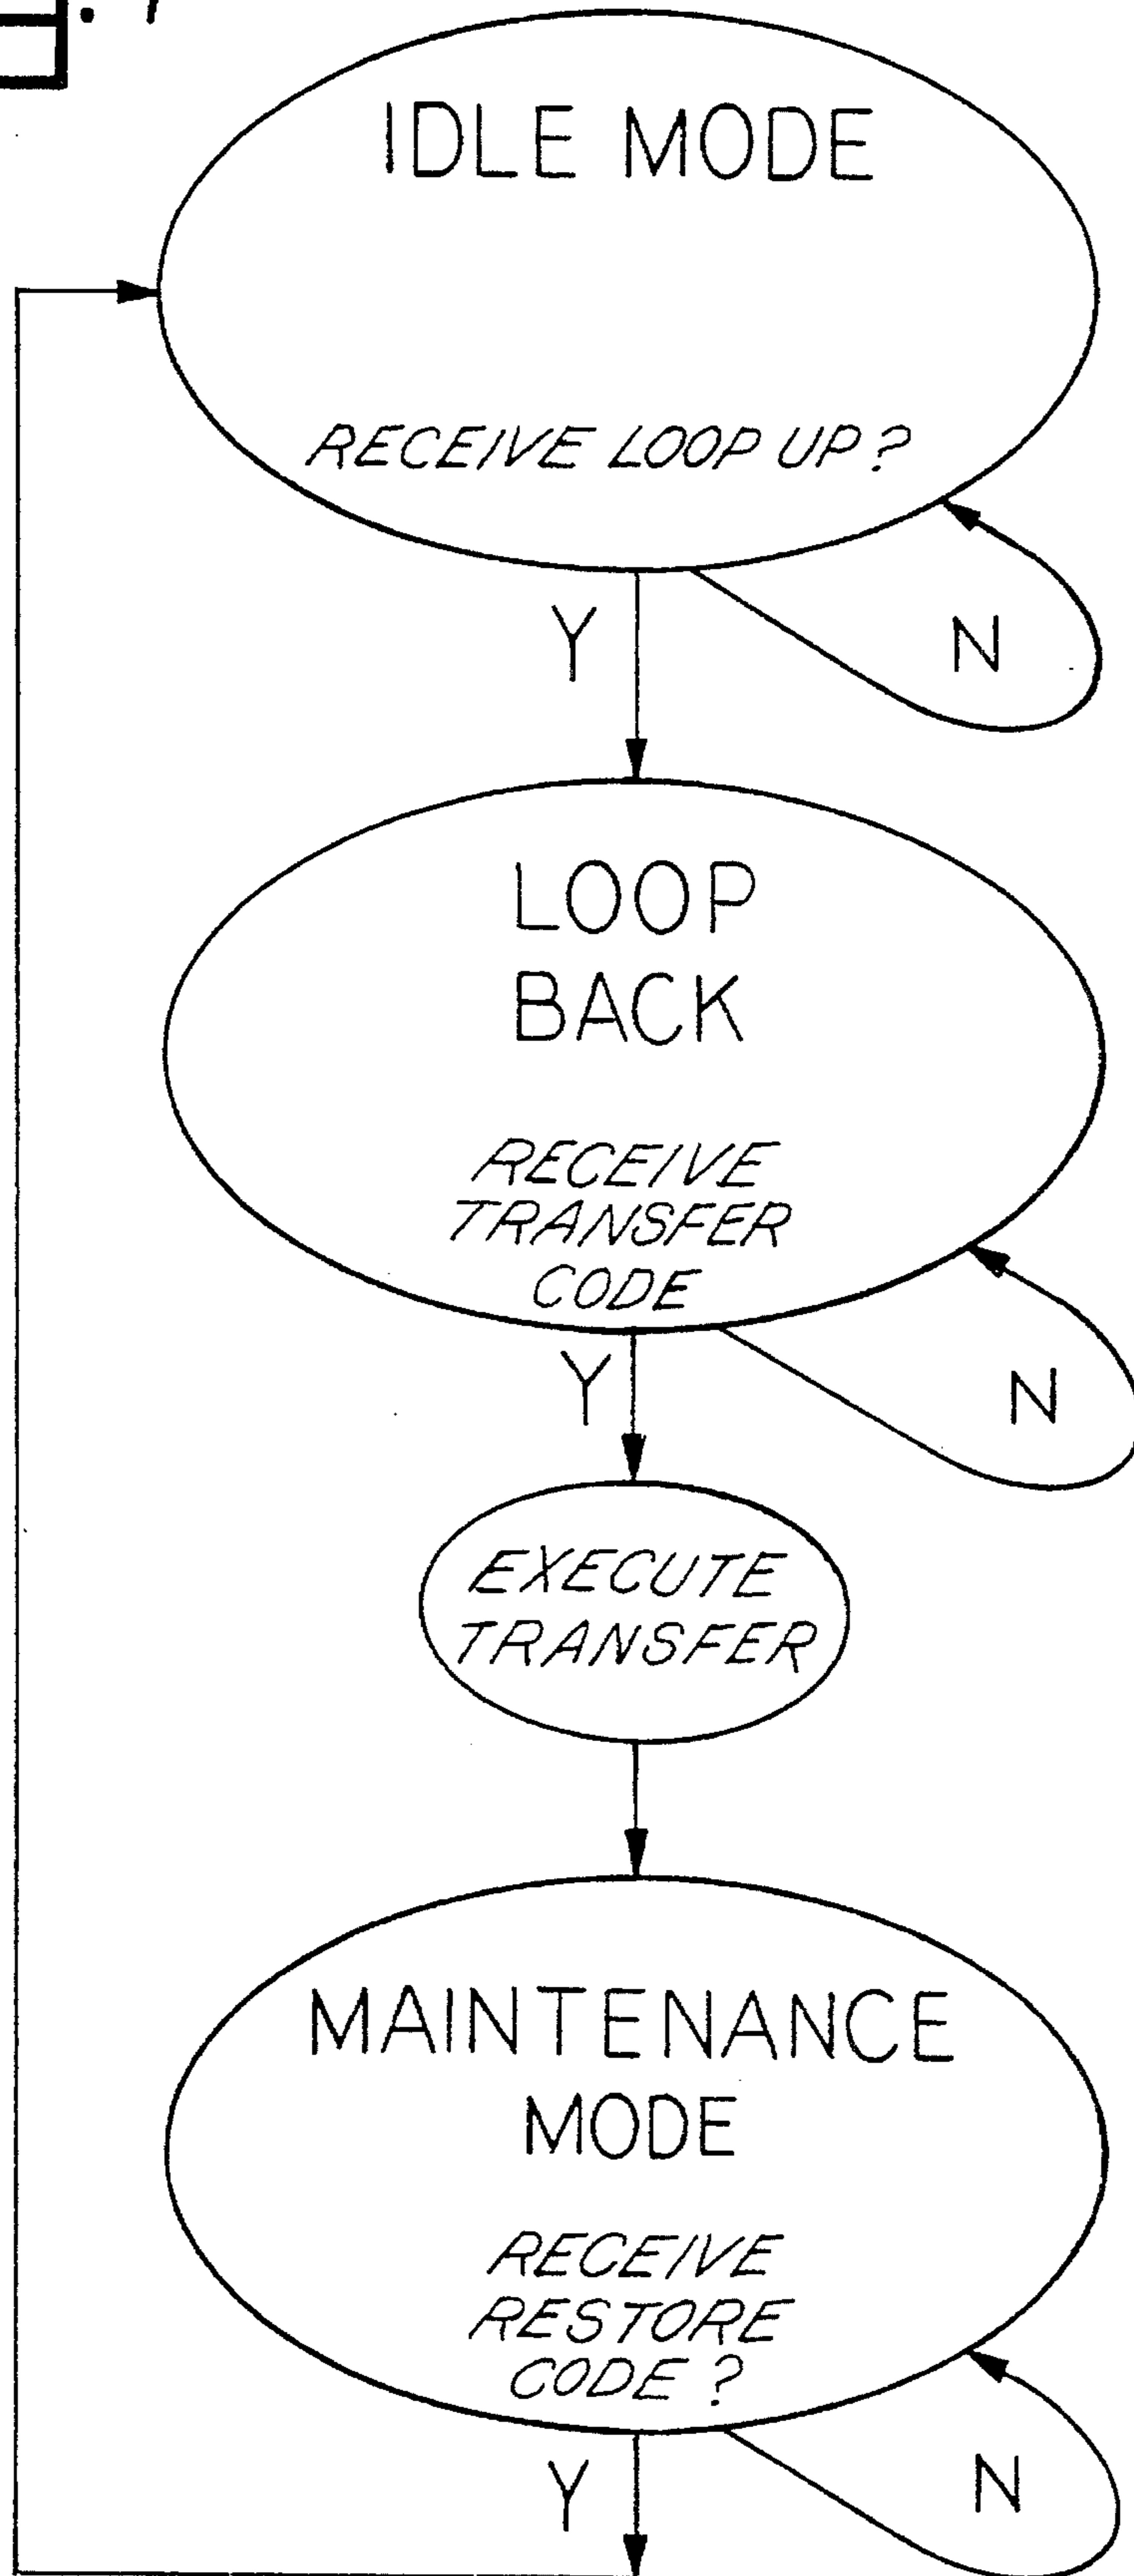 IDLE MODE
RECEIVE LOOP UP?
Y
N
LOOP
BACK
RECEIVE
TRANSFER
CODE
Y
N
EXECUTE
TRANSFER
MAINTENANCE
MODE
RECEIVE
RESTORE
CODE?
Y
N